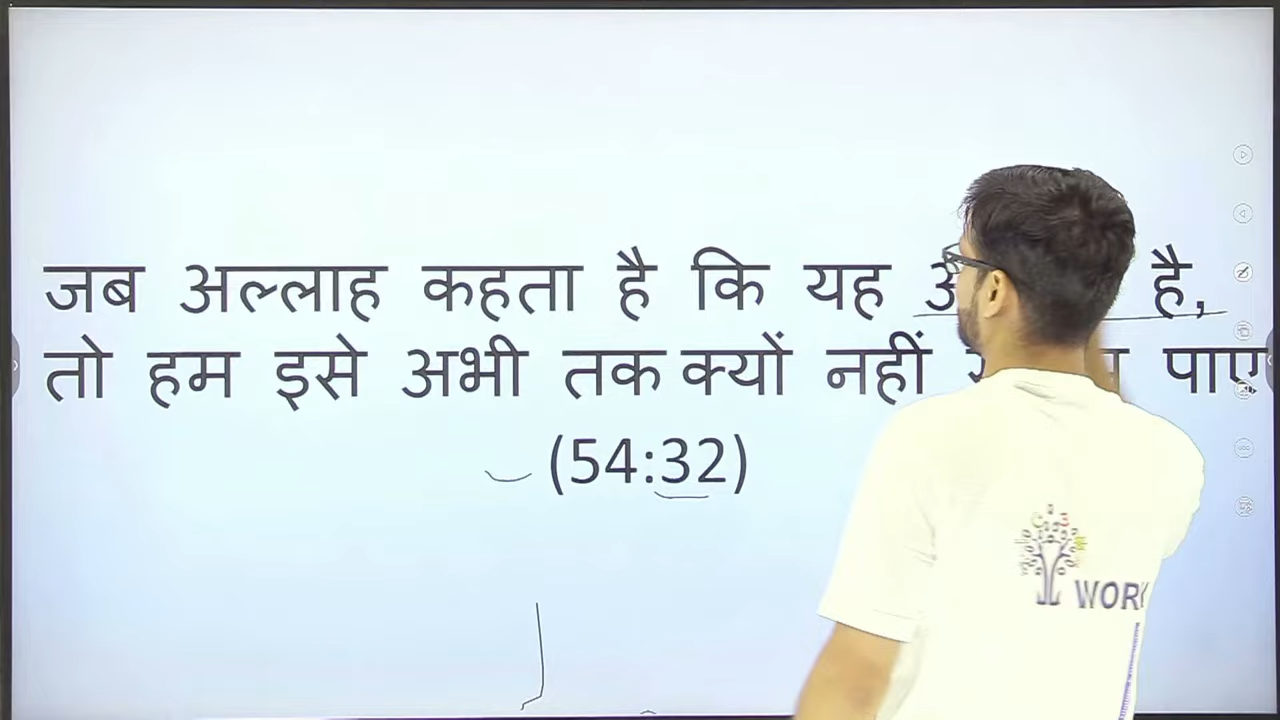 जब अल्लाह कहता है कि यह है,
तो हम इसे अभी तक क्यों नहीं पाए
(54:32)
WORK